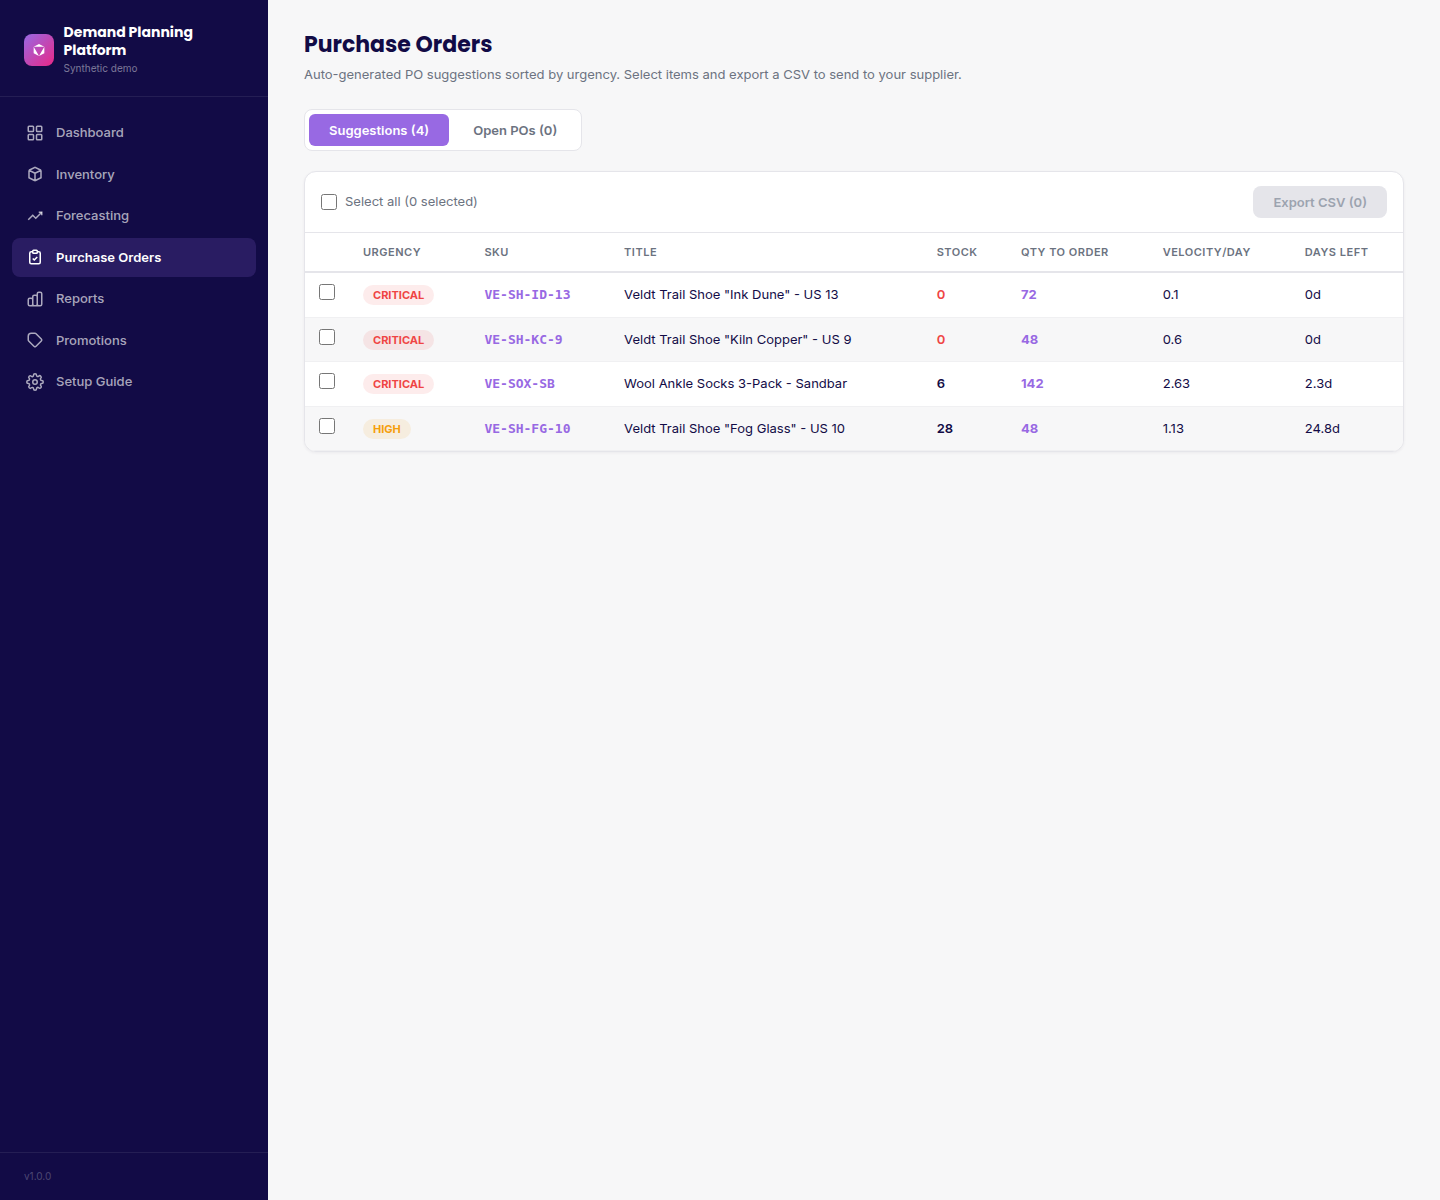 Demand Planning
Platform
Synthetic demo
Dashboard
Inventory
Forecasting
Purchase Orders
Reports
Promotions
Setup Guide
v1.0.0
Purchase Orders
Auto-generated PO suggestions sorted by urgency. Select items and export a CSV to send to your supplier.
Suggestions (4) Open POs (0)
Select all (0 selected) Export CSV (0)
URGENCY SKU TITLE STOCK QTY TO ORDER VELOCITY/DAY DAYS LEFT
CRITICAL VE-SH-ID-13 Veldt Trail Shoe "Ink Dune" - US 13 0 72 0.1 0d
CRITICAL VE-SH-KC-9 Veldt Trail Shoe "Kiln Copper" - US 9 0 48 0.6 0d
CRITICAL VE-SOX-SB Wool Ankle Socks 3-Pack - Sandbar 6 142 2.63 2.3d
HIGH VE-SH-FG-10 Veldt Trail Shoe "Fog Glass" - US 10 28 48 1.13 24.8d